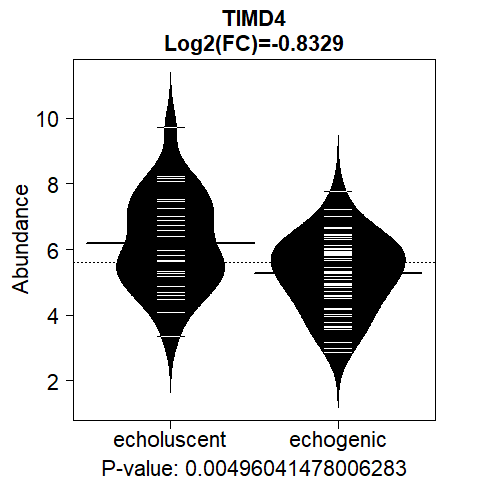 TIMD4
Log2(FC)=-0.8329
Abundance
10
8
6
4
2
echoluscent echogenic
P-value: 0.00496041478006283